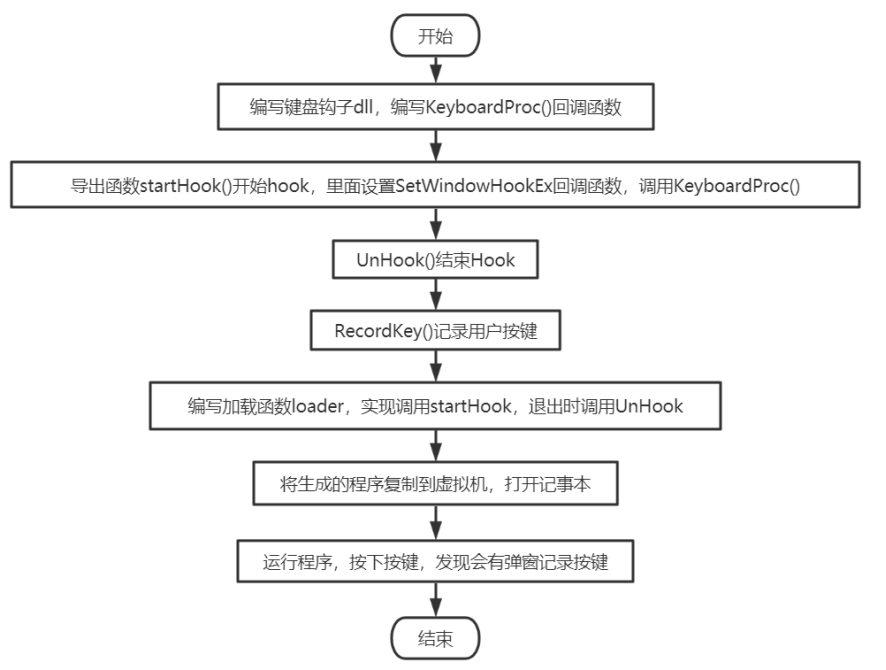 开始
编写键盘钩子dll，编写KeyboardProc()回调函数
导出函数startHook()开始hook，里面设置SetWindowHookEx回调函数，调用KeyboardProc()
UnHook()结束Hook
RecordKey()记录用户按键
编写加载函数loader，实现调用startHook，退出时调用UnHook
将生成的程序复制到虚拟机，打开记事本
运行程序，按下按键，发现会有弹窗记录按键
结束